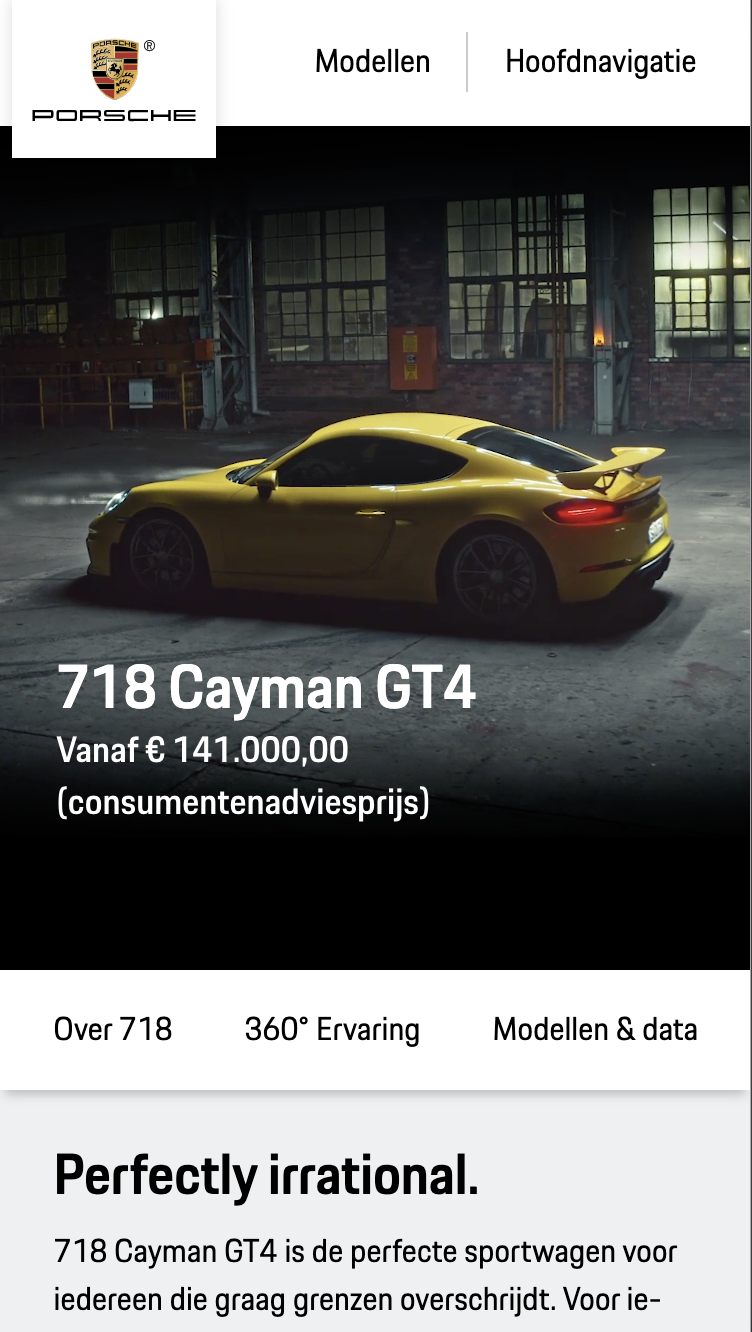 PORSCHE
®
PORSCHE
Modellen
Hoofdnavigatie
718 Cayman GT4
Vanaf € 141.000,00
(consumentenadviesprijs)
Over 718
360° Ervaring
Modellen & data
Perfectly irrational.
718 Cayman GT4 is de perfecte sportwagen voor
iedereen die graag grenzen overschrijdt. Voor ie-